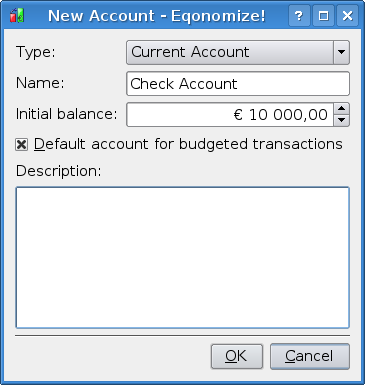 New Account - Eqonomize!
Type: Current Account
Name: Check Account
Initial balance: € 10 000,00
Default account for budgeted transactions
Description:
OK Cancel